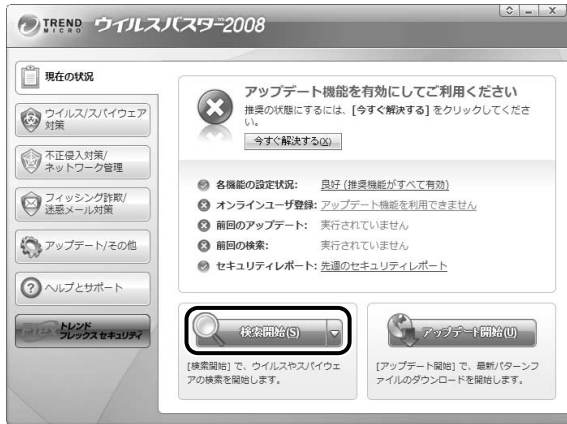 TREND MICRO ウイルスバスター™2008
現在の状況
ウイルス/スパイウェア
対策
不正侵入対策/
ネットワーク管理
フィッシング詐欺/
迷惑メール対策
アップデート/その他
ヘルプとサポート
Flex トレンド
フレックス セキュリティ
アップデート機能を有効にしてご利用ください
推奨の状態にするには、[今すぐ解決する] をクリックしてくださ
い。
今すぐ解決する(X)
各機能の設定状況: 良好 (推奨機能がすべて有効)
オンラインユーザ登録: アップデート機能を利用できません
前回のアップデート: 実行されていません
前回の検索: 実行されていません
セキュリティレポート: 先週のセキュリティレポート
検索開始(S)
[検索開始] で、ウイルスやスパイウェ
アの検索を開始します。
アップデート開始(U)
[アップデート開始] で、最新パターンフ
ァイルのダウンロードを開始します。